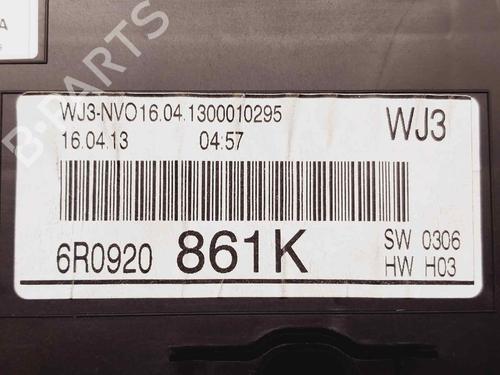 A
B-PARTS
WJ3-NVO16.04.1300010295
16.04.13 04:57
WJ3
6R0920 861K
SW 0306
HW H03